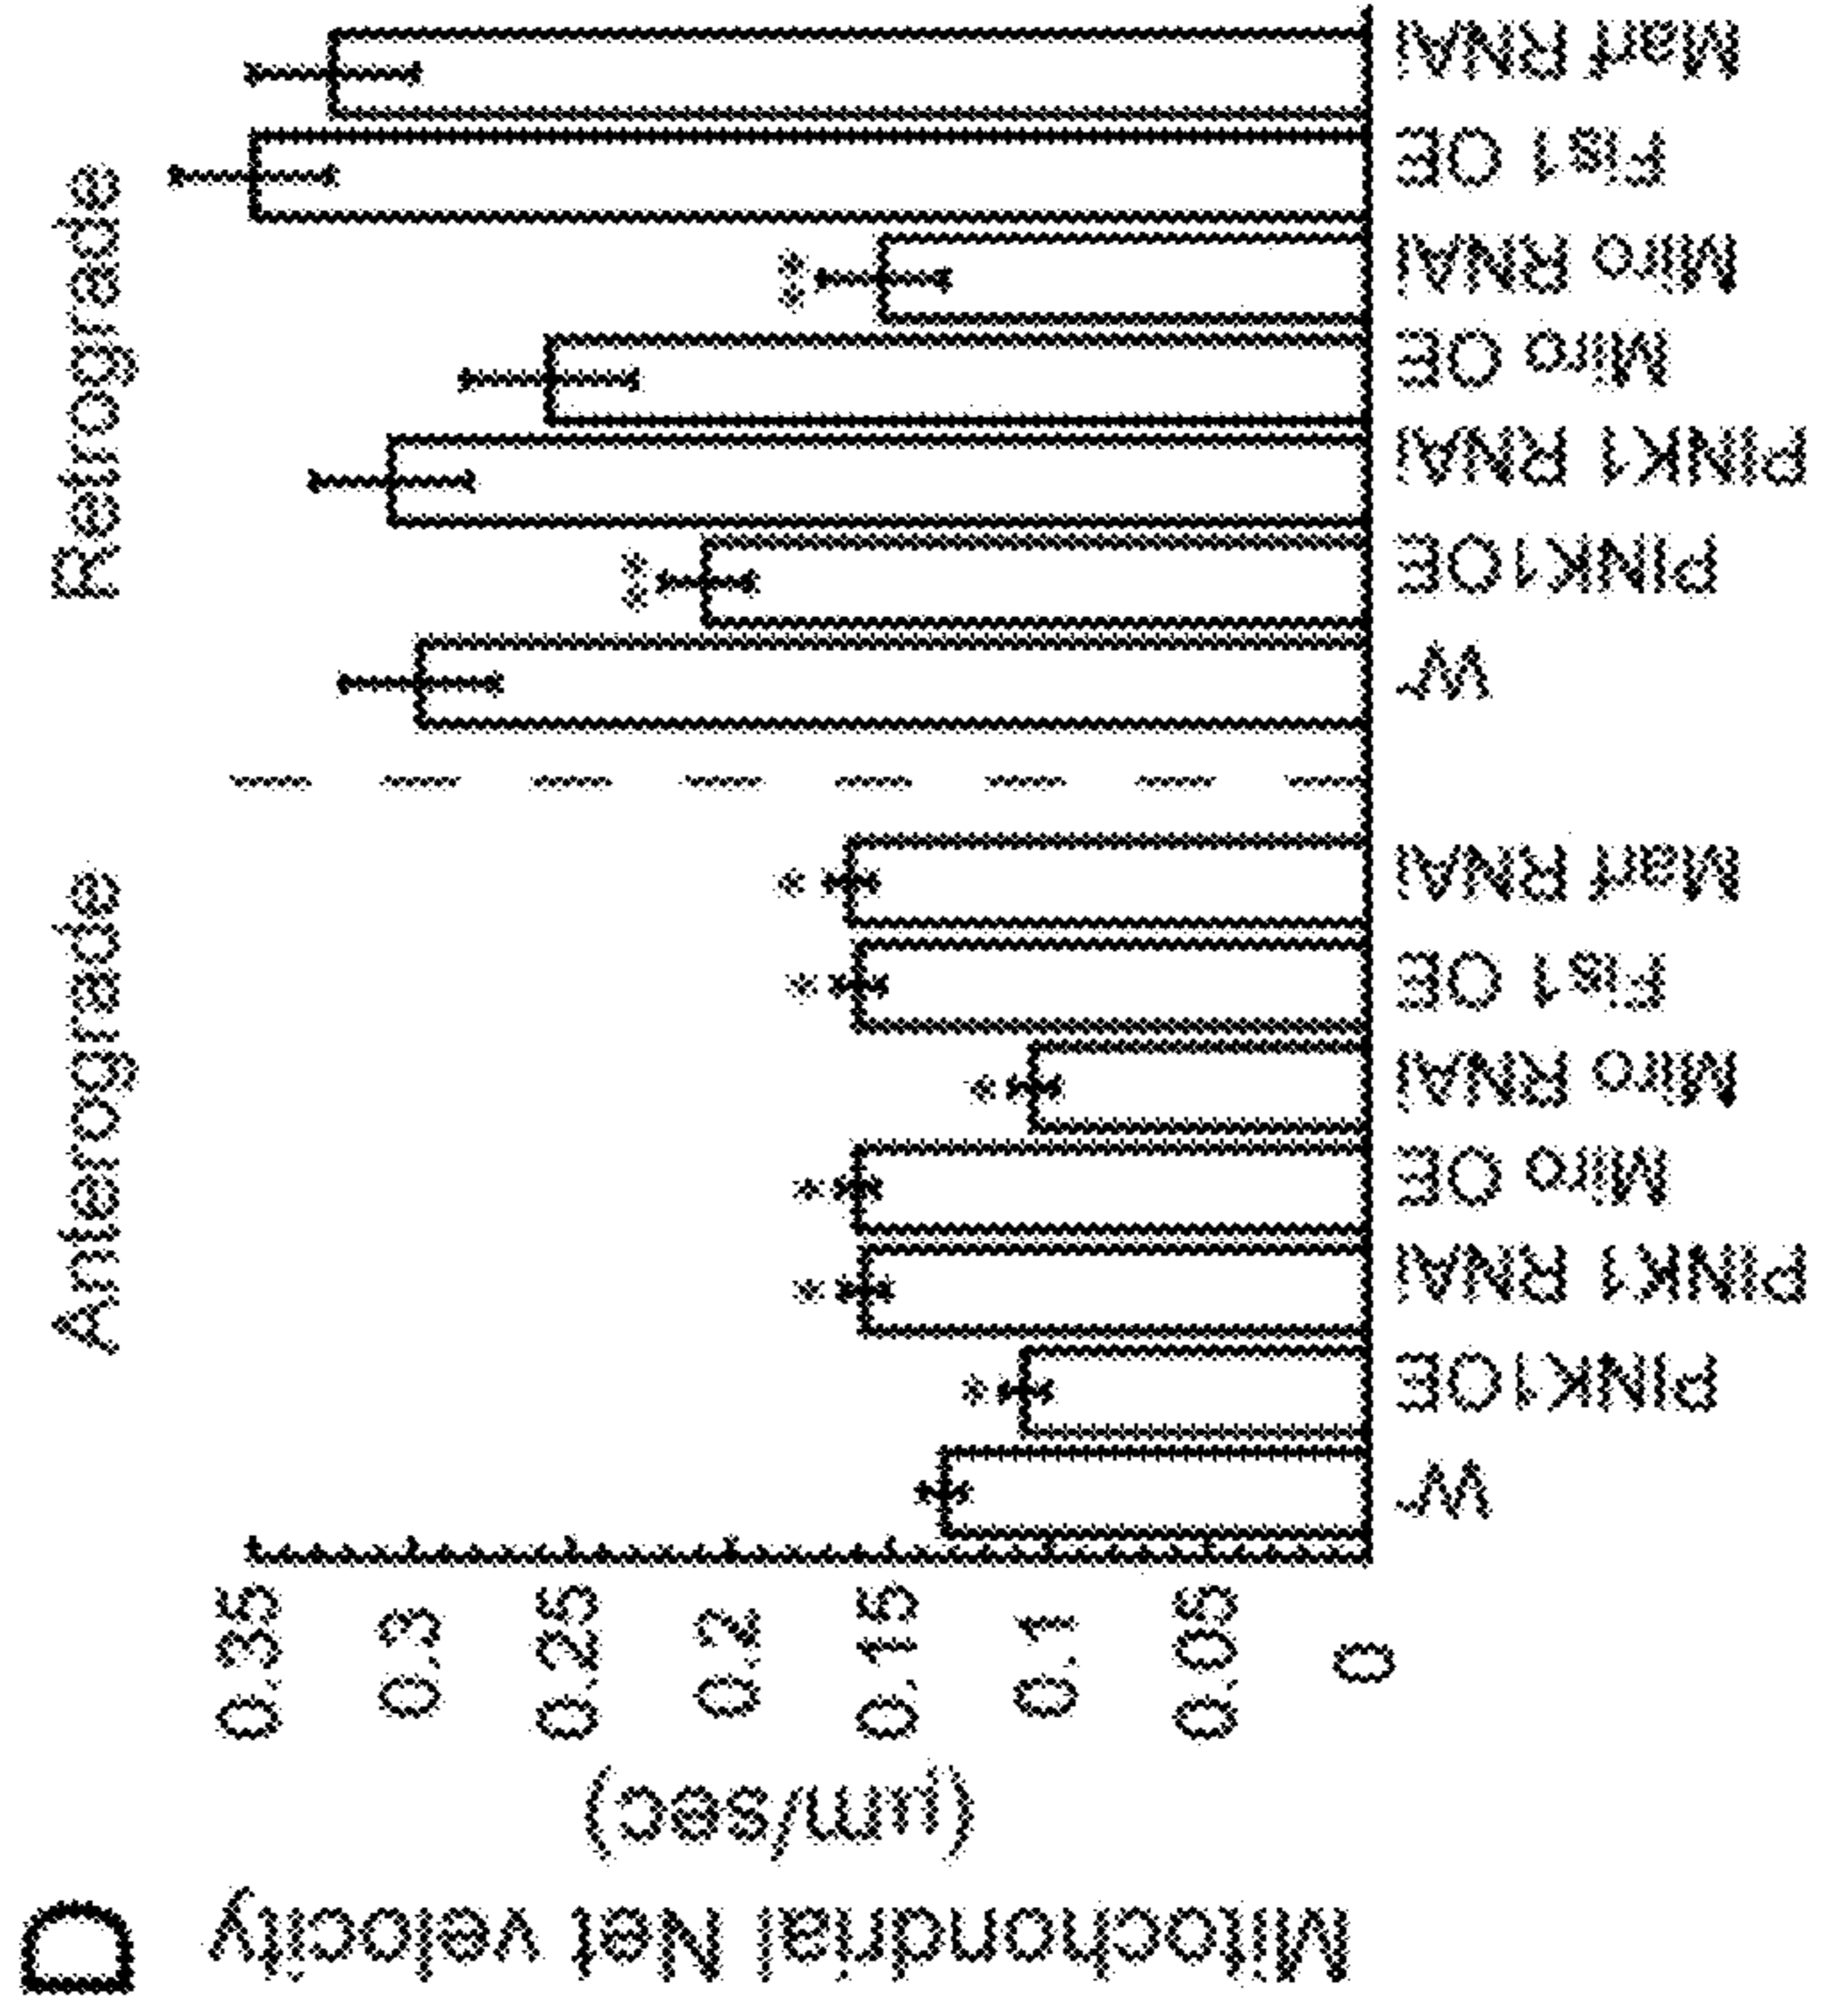 D
Mitochondrial Net velocity
(µm/sec)
Anterograde
Retrograde
0.35
0.3
0.25
0.2
0.15
0.1
0.05
0
W⁻
PINK1OE
PINK1 RNAi
Miro OE
Miro RNAi
Fis1 OE
Marf RNAi
W⁻
PINK1OE
PINK1 RNAi
Miro OE
Miro RNAi
Fis1 OE
Marf RNAi
*
*
*
*
*
*
**
**